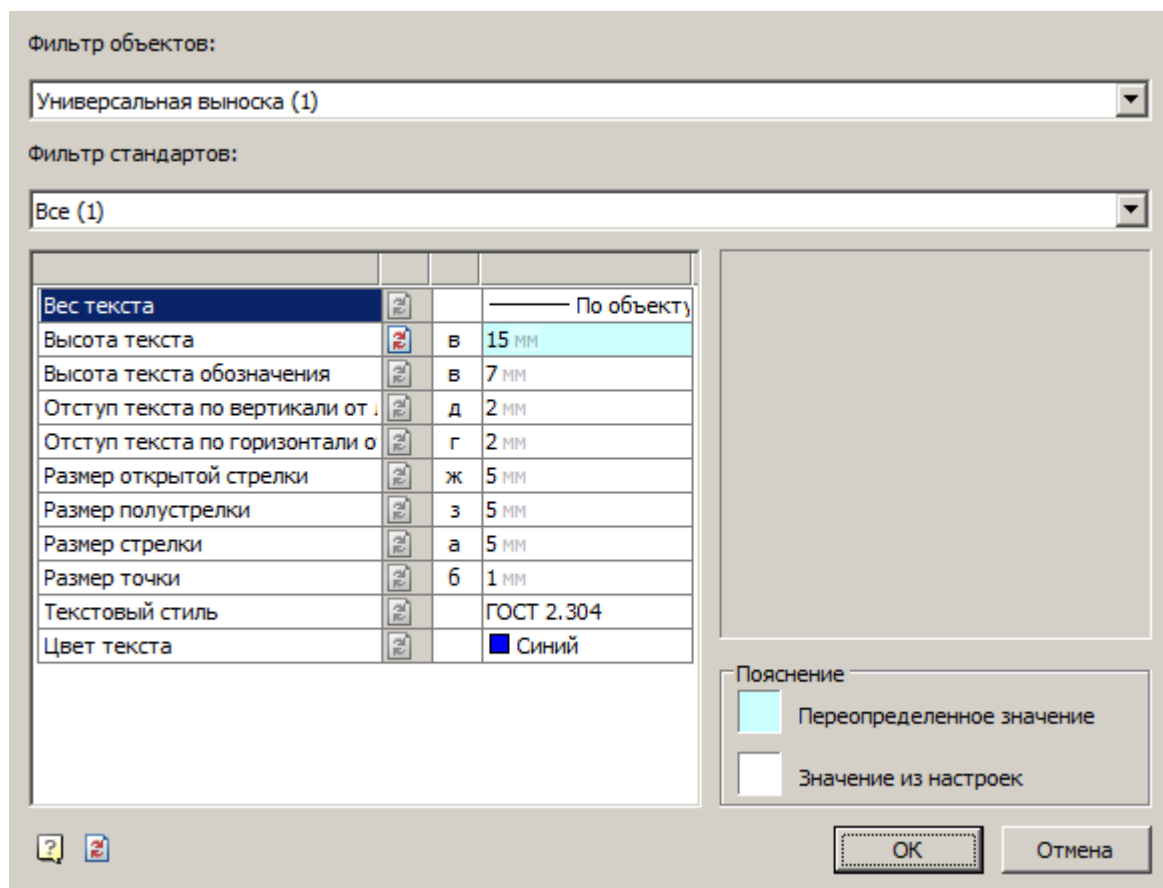 Фильтр объектов:
Универсальная выноска (1)
Фильтр стандартов:
Все (1)
Вес текста По объекту
Высота текста в 15 мм
Высота текста обозначения в 7 мм
Отступ текста по вертикали от д 2 мм
Отступ текста по горизонтали о г 2 мм
Размер открытой стрелки ж 5 мм
Размер полустрелки з 5 мм
Размер стрелки а 5 мм
Размер точки б 1 мм
Текстовый стиль ГОСТ 2.304
Цвет текста Синий
Пояснение
Переопределенное значение
Значение из настроек
? ОК Отмена